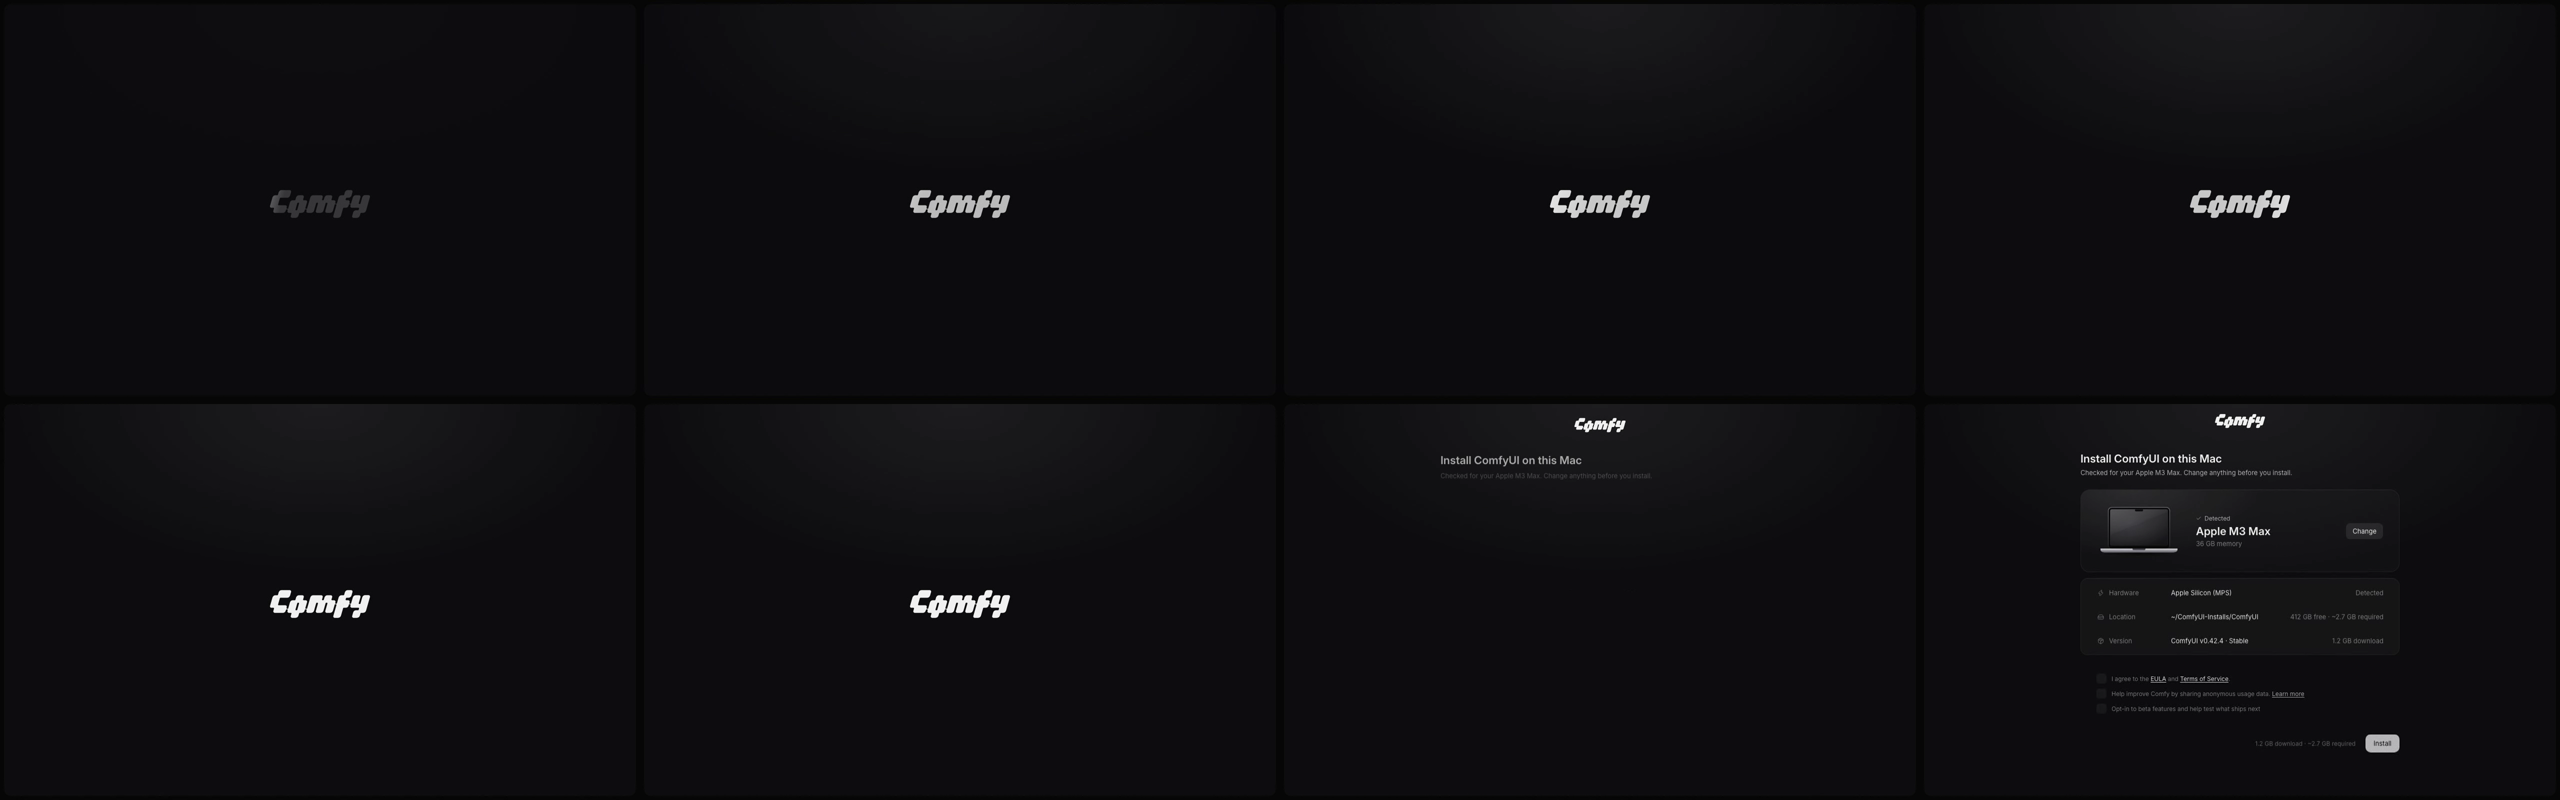 Comfy
Comfy
Comfy
Comfy
Comfy
Comfy
Comfy
Install ComfyUI on this Mac
Checked for your Apple M3 Max. Change anything before you install.
Comfy
Install ComfyUI on this Mac
Checked for your Apple M3 Max. Change anything before you install.
✓ Detected
Apple M3 Max
36 GB memory
Change
Hardware Apple Silicon (MPS) Detected
Location ~/ComfyUI-Installs/ComfyUI 412 GB free · ~2.7 GB required
Version ComfyUI v0.42.4 · Stable 1.2 GB download
I agree to the EULA and Terms of Service.
Help improve Comfy by sharing anonymous usage data. Learn more
Opt-in to beta features and help test what ships next
1.2 GB download · ~2.7 GB required Install